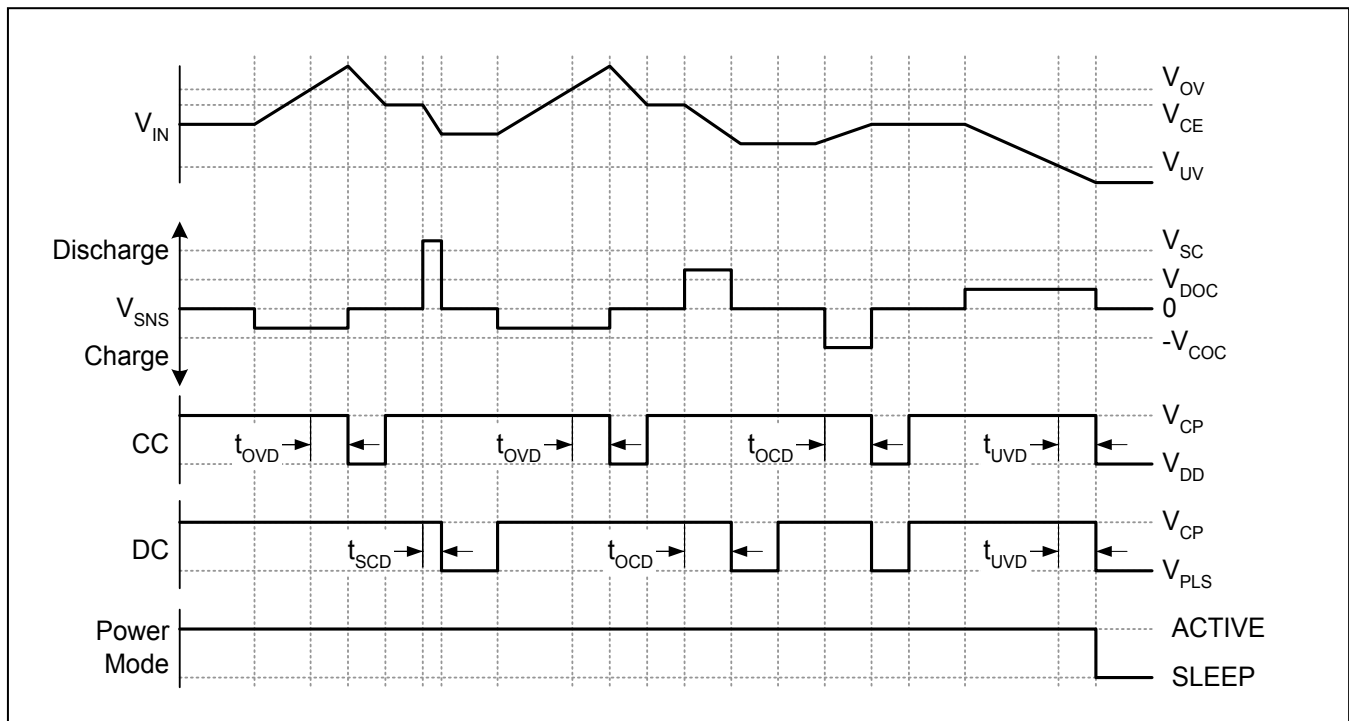 V_IN
V_OV
V_CE
V_UV
Discharge
V_SNS
Charge
V_SC
V_DOC
0
-V_COC
CC
t_OVD
t_OVD
t_OCD
t_UVD
V_CP
V_DD
DC
t_SCD
t_OCD
t_UVD
V_CP
V_PLS
Power
Mode
ACTIVE
SLEEP